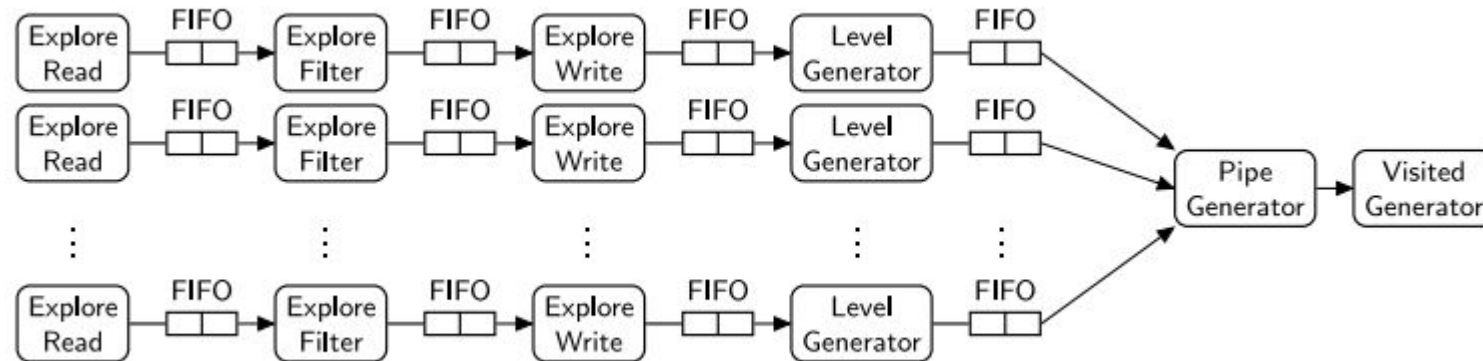 FIFO FIFO FIFO FIFO
Explore Explore Explore Level
Read Filter Write Generator
FIFO FIFO FIFO FIFO
Explore Explore Explore Level
Read Filter Write Generator
Pipe Visited
Generator Generator
FIFO FIFO FIFO FIFO
Explore Explore Explore Level
Read Filter Write Generator